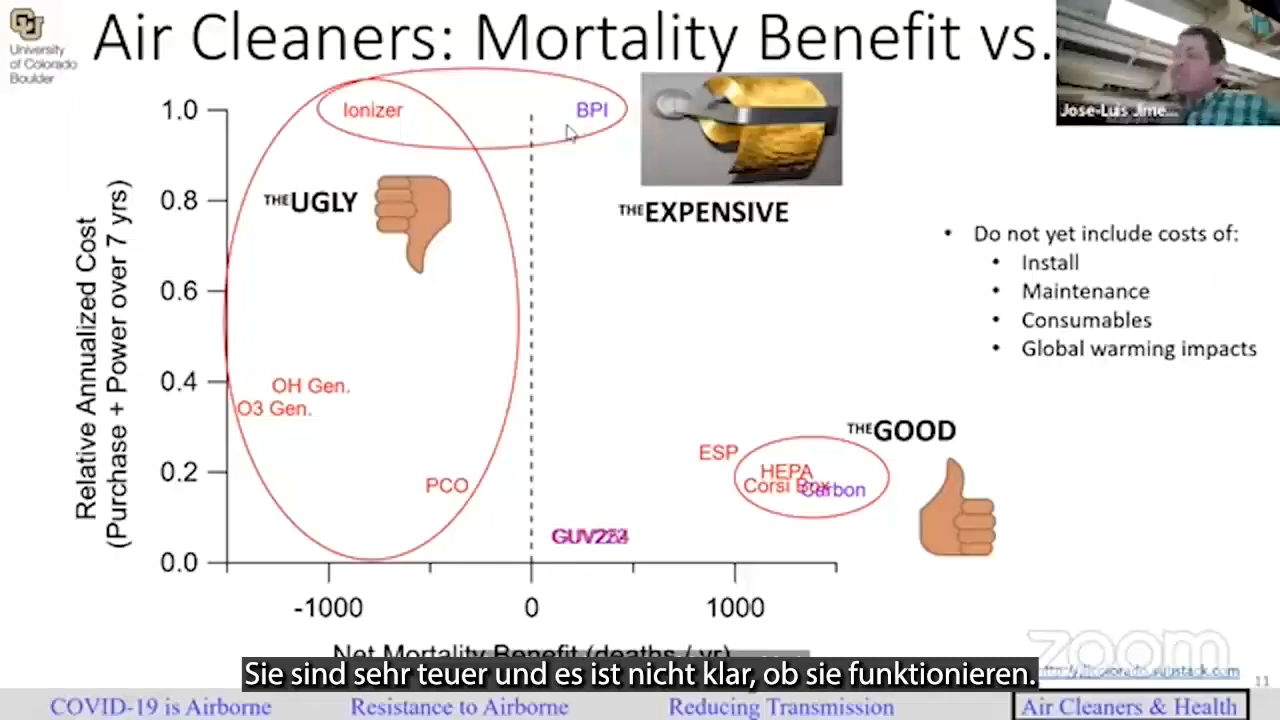 University
of Colorado
Boulder
Air Cleaners: Mortality Benefit vs.
Jose-Luis Jime...
Relative Annualized Cost
(Purchase + Power over 7 yrs)
1.0
0.8
0.6
0.4
0.2
0.0
-1000
0
1000
Ionizer
BPI
THE UGLY
THE EXPENSIVE
OH Gen.
O3 Gen.
PCO
ESP
HEPA
Corsi Box
Carbon
THE GOOD
• Do not yet include costs of:
• Install
• Maintenance
• Consumables
• Global warming impacts
Net Mortality Benefit (deaths / yr)
Sie sind sehr teuer und es ist nicht klar, ob sie funktionieren.
zoom
11
COVID-19 is Airborne
Resistance to Airborne
Reducing Transmission
Air Cleaners & Health